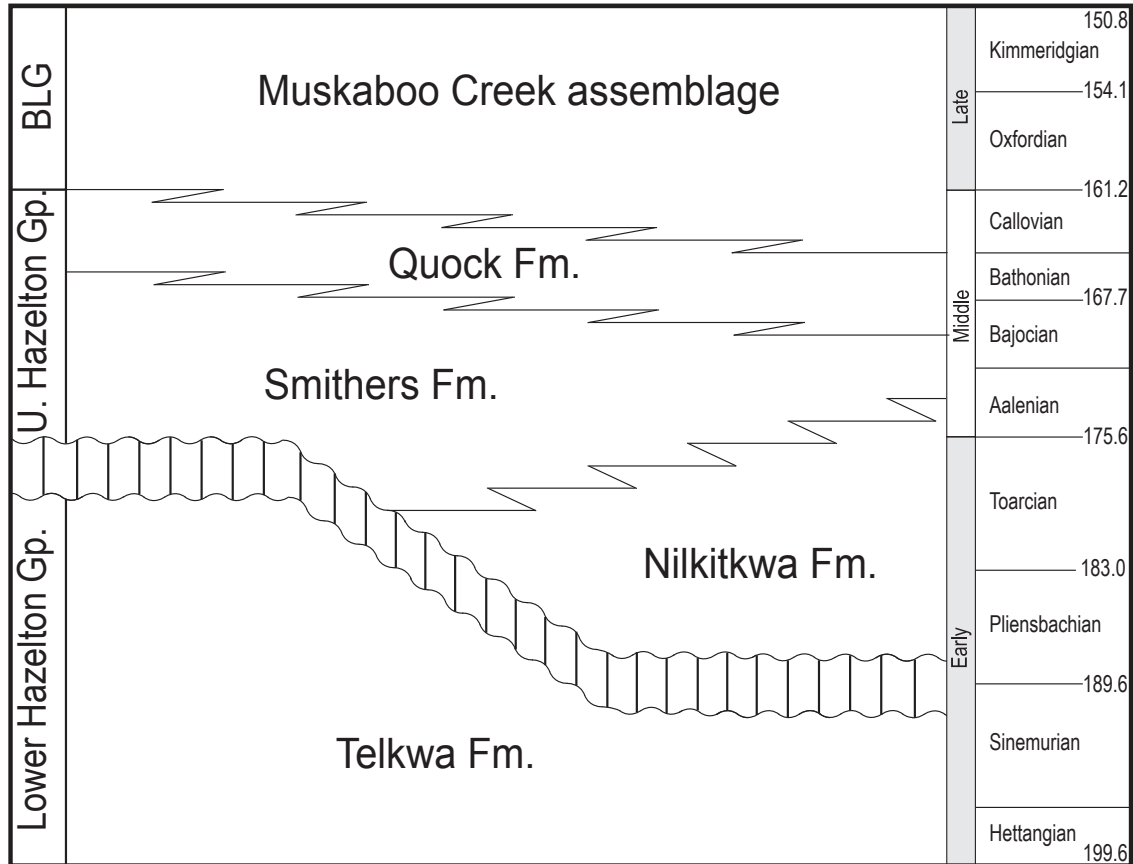 BLG
U. Hazelton Gp.
Lower Hazelton Gp.
Muskaboo Creek assemblage
Quock Fm.
Smithers Fm.
Nilkitkwa Fm.
Telkwa Fm.
Late
Middle
Early
150.8
Kimmeridgian
154.1
Oxfordian
161.2
Callovian
Bathonian
167.7
Bajocian
Aalenian
175.6
Toarcian
183.0
Pliensbachian
189.6
Sinemurian
Hettangian
199.6